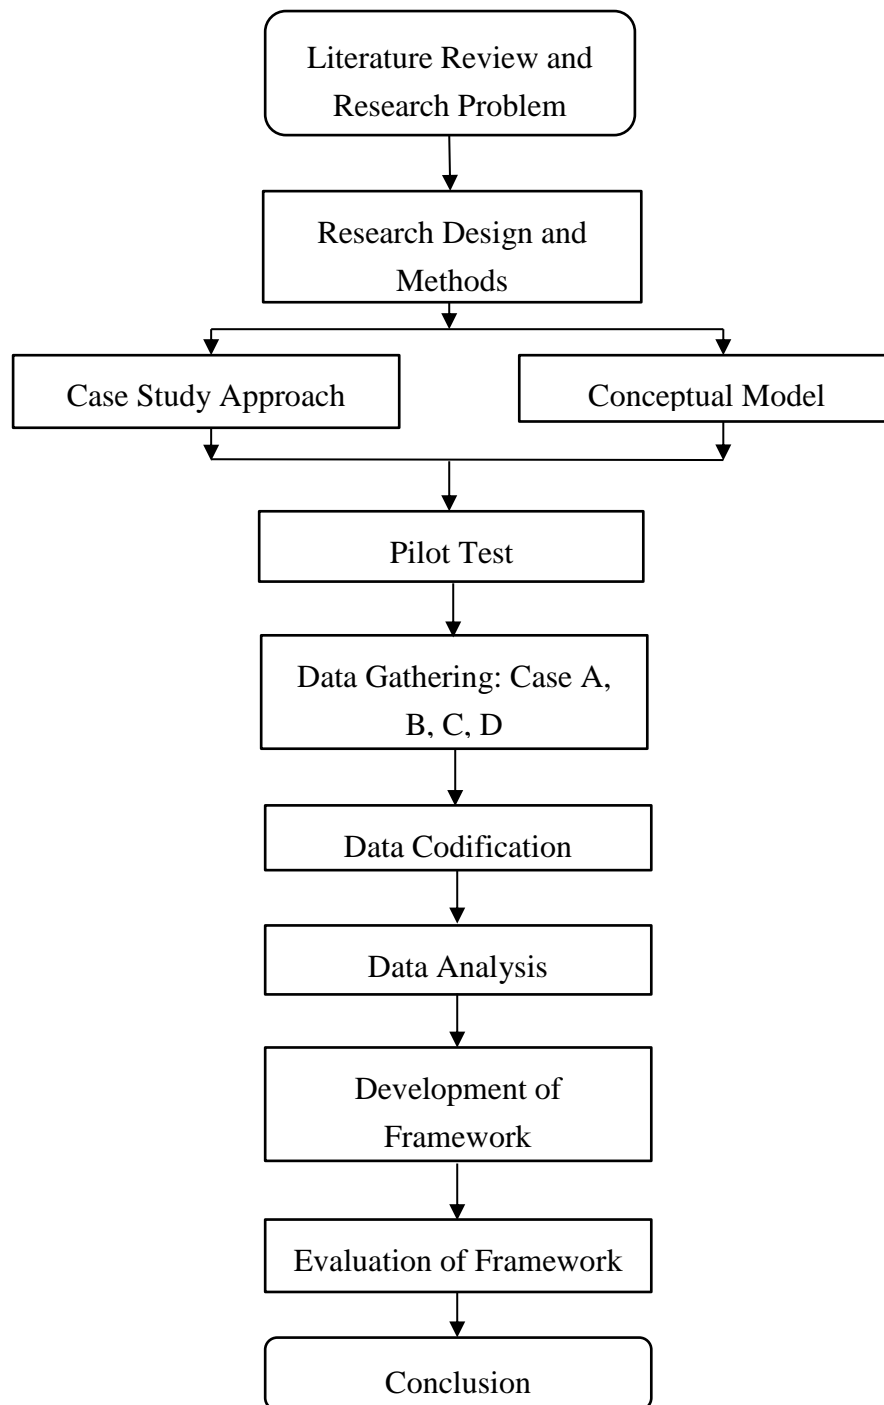 Literature Review and
Research Problem
Research Design and
Methods
Case Study Approach
Conceptual Model
Pilot Test
Data Gathering: Case A,
B, C, D
Data Codification
Data Analysis
Development of
Framework
Evaluation of Framework
Conclusion